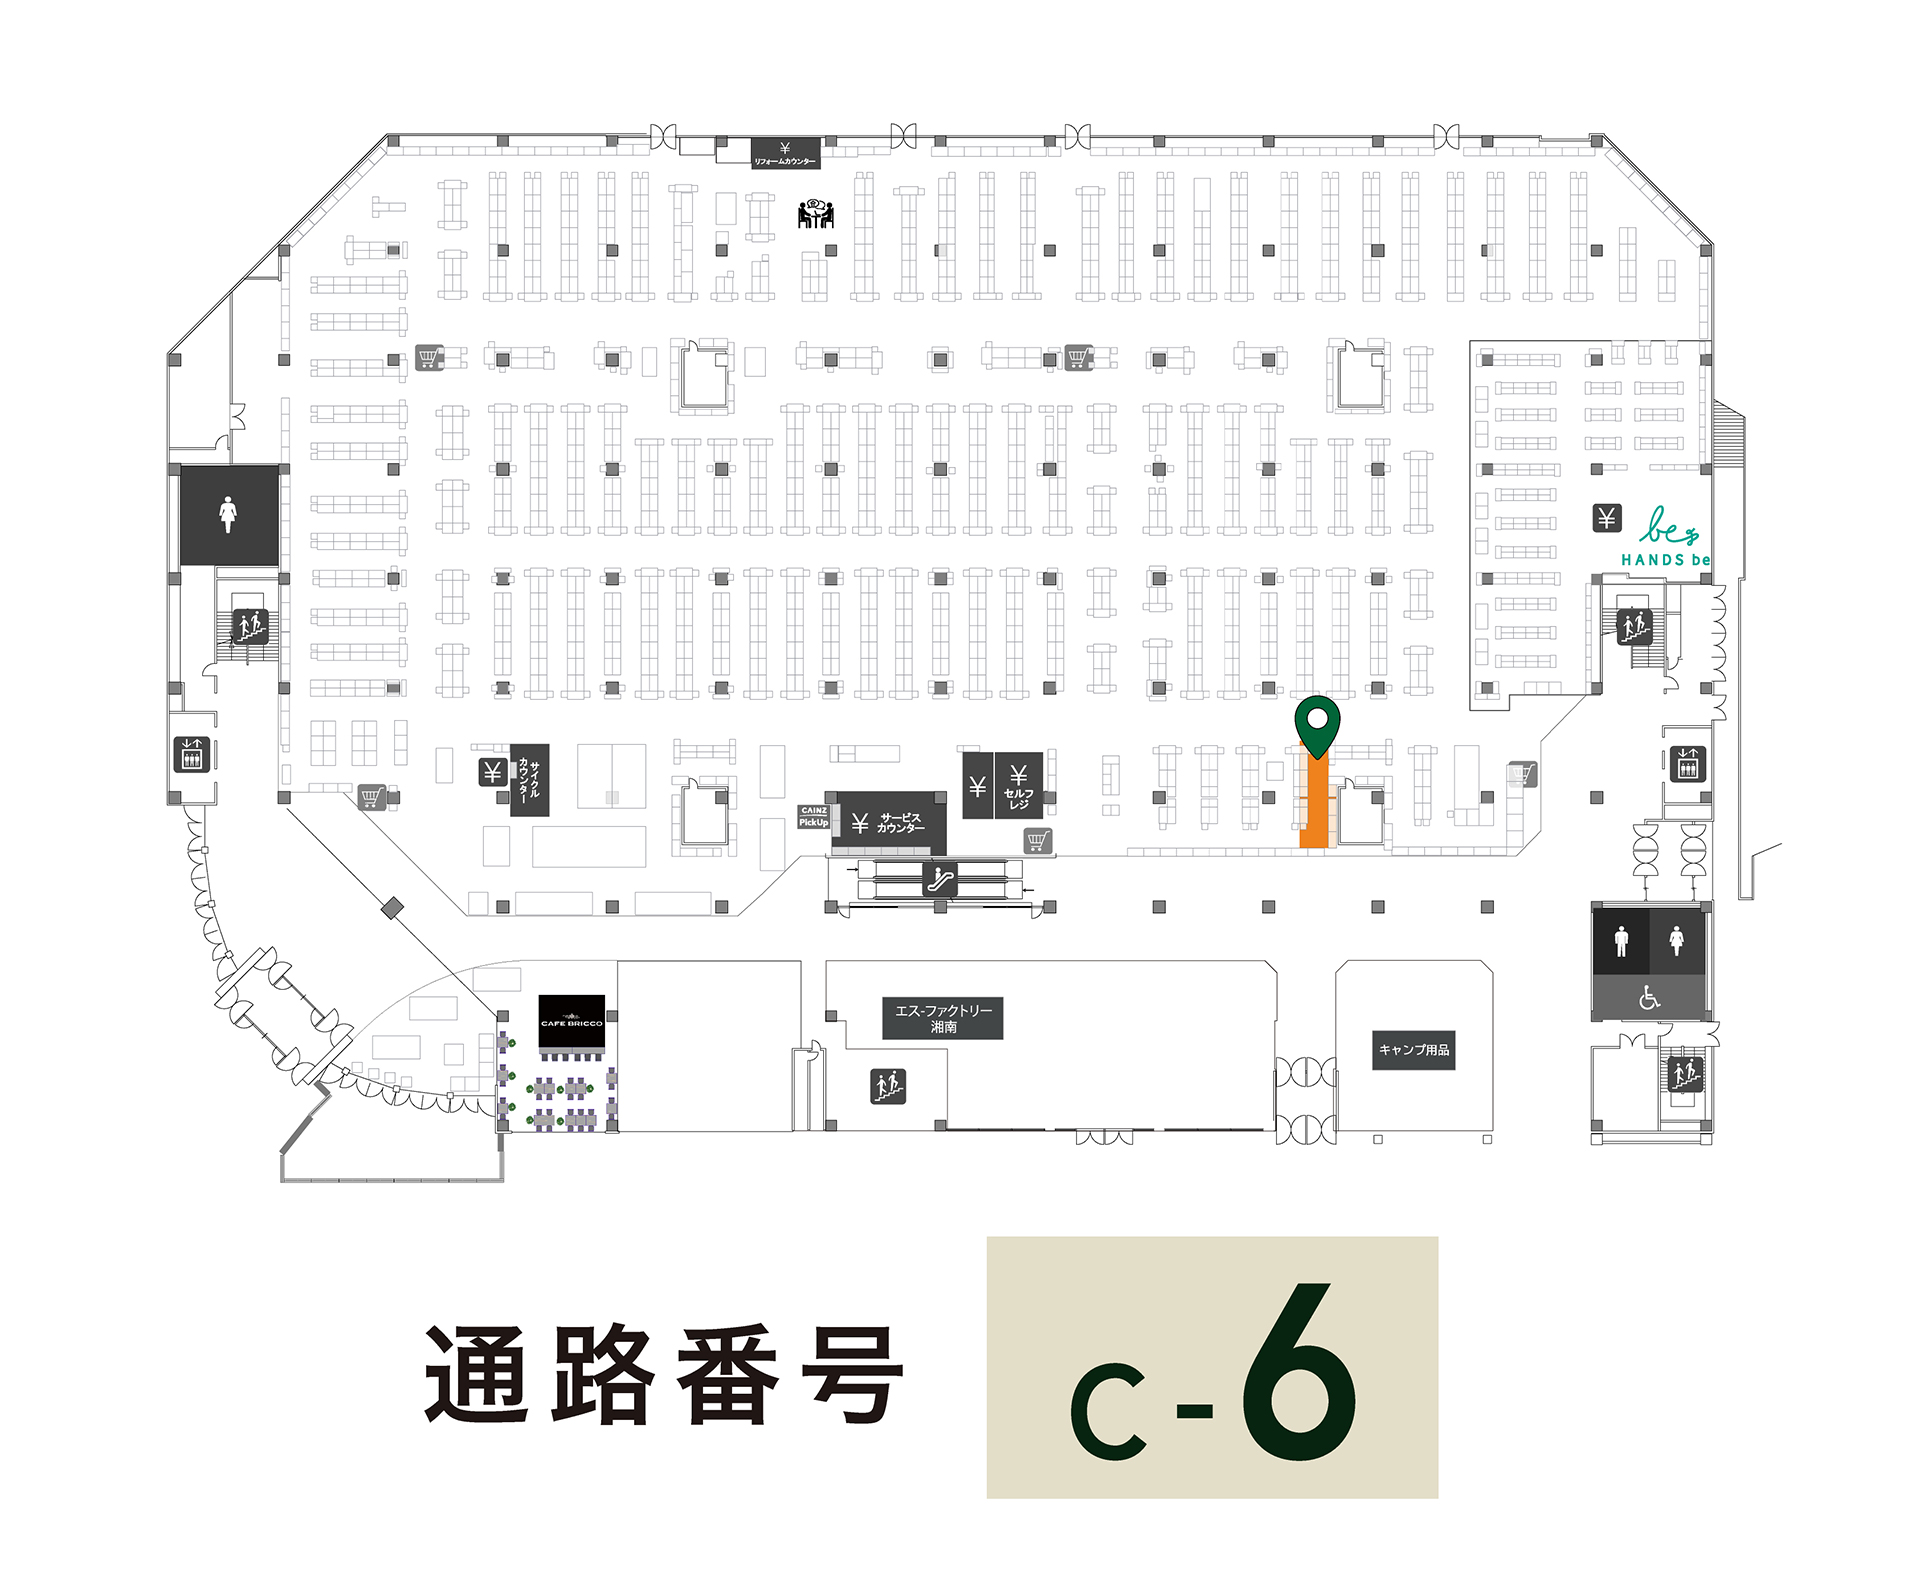 ¥
リフォームカウンター
¥
be
HANDS be
¥
サイクル
カウンター
¥
¥
セルフ
レジ
CAINZ
PickUp
¥
サービス
カウンター
CAFE BRICCO
エス-ファクトリー
湘南
キャンプ用品
通路番号
C-6